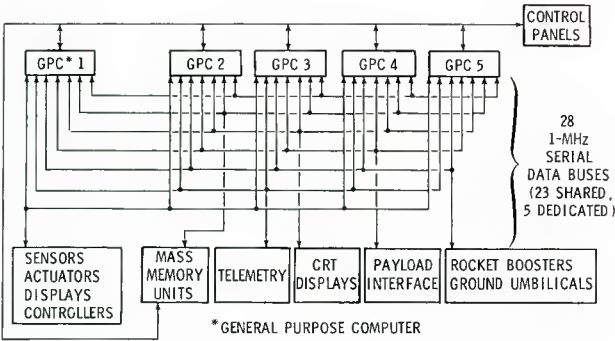 CONTROL
PANELS
GPC* 1
GPC 2
GPC 3
GPC 4
GPC 5
28
1-MHz
SERIAL
DATA BUSES
(23 SHARED,
5 DEDICATED)
SENSORS
ACTUATORS
DISPLAYS
CONTROLLERS
MASS
MEMORY
UNITS
TELEMETRY
CRT
DISPLAYS
PAYLOAD
INTERFACE
ROCKET BOOSTERS
GROUND UMBILICALS
*GENERAL PURPOSE COMPUTER